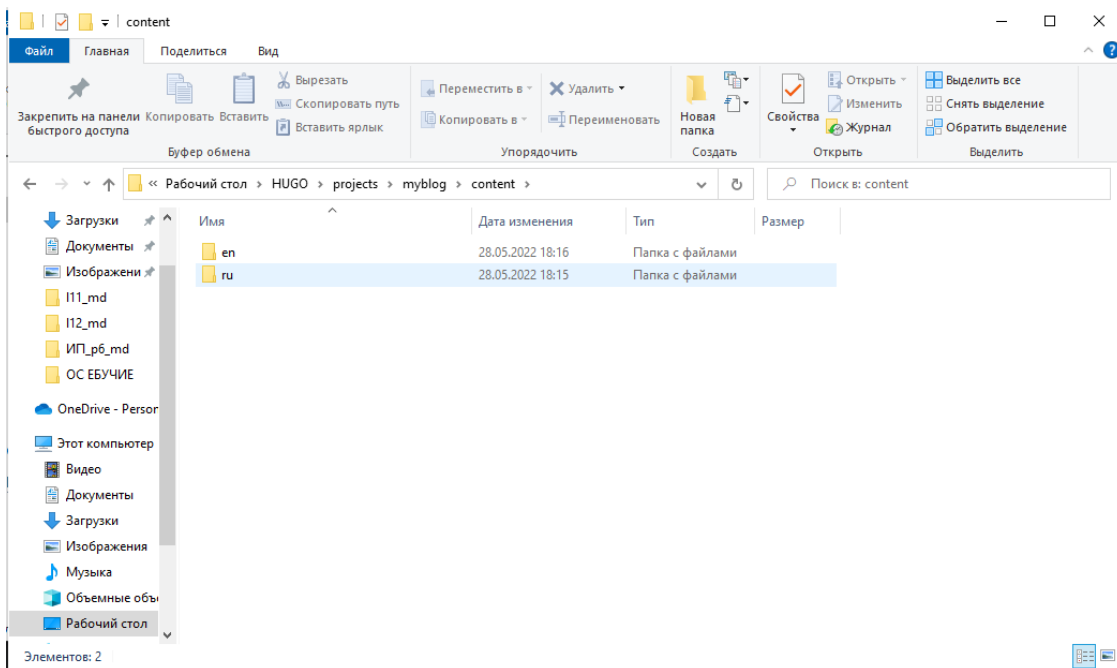 content
Файл Главная Поделиться Вид
Закрепить на панели быстрого доступа
Копировать
Вставить
Вырезать
Скопировать путь
Вставить ярлык
Буфер обмена
Переместить в
Копировать в
Удалить
Переименовать
Упорядочить
Новая папка
Создать
Свойства
Открыть
Изменить
Журнал
Открыть
Выделить все
Снять выделение
Обратить выделение
Выделить
« Рабочий стол > HUGO > projects > myblog > content >
Поиск в: content
Имя Дата изменения Тип Размер
en 28.05.2022 18:16 Папка с файлами
ru 28.05.2022 18:15 Папка с файлами
Загрузки
Документы
Изображени
l11_md
l12_md
ИП_р6_md
ОС ЕБУЧИЕ
OneDrive - Person
Этот компьютер
Видео
Документы
Загрузки
Изображения
Музыка
Объемные объ
Рабочий стол
Элементов: 2